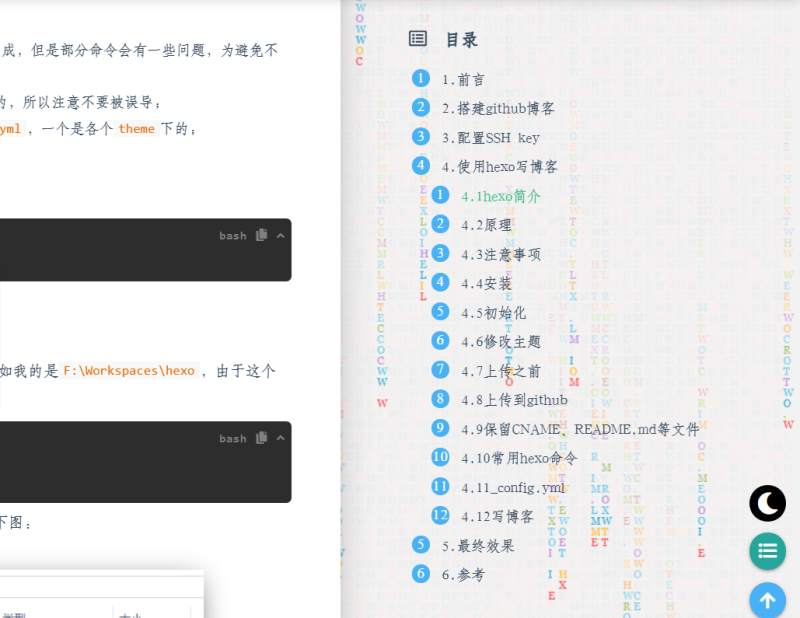 成，但是部分命令会有一些问题，为避免不
的，所以注意不要被误导；
yml，一个是各个 theme 下的；
bash
如我的是 F:\Workspaces\hexo，由于这个
bash
下图：
目录
1 1.前言
2 2.搭建github博客
3 3.配置SSH key
4 4.使用hexo写博客
1 4.1hexo简介
2 4.2原理
3 4.3注意事项
4 4.4安装
5 4.5初始化
6 4.6修改主题
7 4.7上传之前
8 4.8上传到github
9 4.9保留CNAME、README.md等文件
10 4.10常用hexo命令
11 4.11_config.yml
12 4.12写博客
5 5.最终效果
6 6.参考